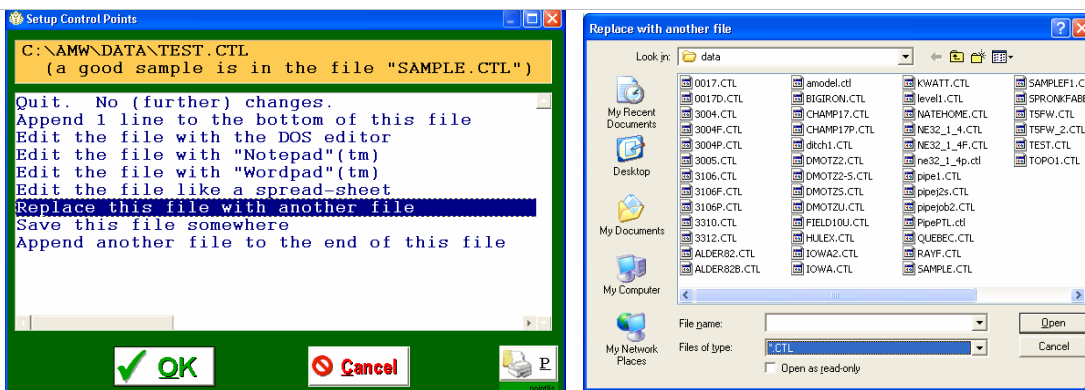 Setup Control Points
C:\AMW\DATA\TEST.CTL
(a good sample is in the file "SAMPLE.CTL")
Quit. No (further) changes.
Append 1 line to the bottom of this file
Edit the file with the DOS editor
Edit the file with "Notepad"(tm)
Edit the file with "Wordpad"(tm)
Edit the file like a spread-sheet
Replace this file with another file
Save this file somewhere
Append another file to the end of this file
OK
Cancel
P
pointlis
Replace with another file
Look in:
data
My Recent
Documents
Desktop
My Documents
My Computer
My Network
Places
0017.CTL
0017D.CTL
3004.CTL
3004F.CTL
3004P.CTL
3005.CTL
3106.CTL
3106F.CTL
3106P.CTL
3310.CTL
3312.CTL
ALDER82.CTL
ALDER82B.CTL
amodel.ctl
BIGIRON.CTL
CHAMP17.CTL
CHAMP17P.CTL
ditch1.CTL
DMOTZ2.CTL
DMOTZ2-S.CTL
DMOTZS.CTL
DMOTZU.CTL
FIELD10U.CTL
HULEX.CTL
IOWA2.CTL
IOWA.CTL
KWATT.CTL
level1.CTL
NATEHOME.CTL
NE32_1_4.CTL
NE32_1_4F.CTL
ne32_1_4p.ctl
pipe1.CTL
pipej2s.CTL
pipejob2.CTL
PipePTL.ctl
QUEBEC.CTL
RAYF.CTL
SAMPLE.CTL
SAMPLEF1.C
SPRONKFABE
TSFW.CTL
TSFW_2.CTL
TEST.CTL
TOPO1.CTL
File name:
Open
Files of type:
*.CTL
Cancel
Open as read-only